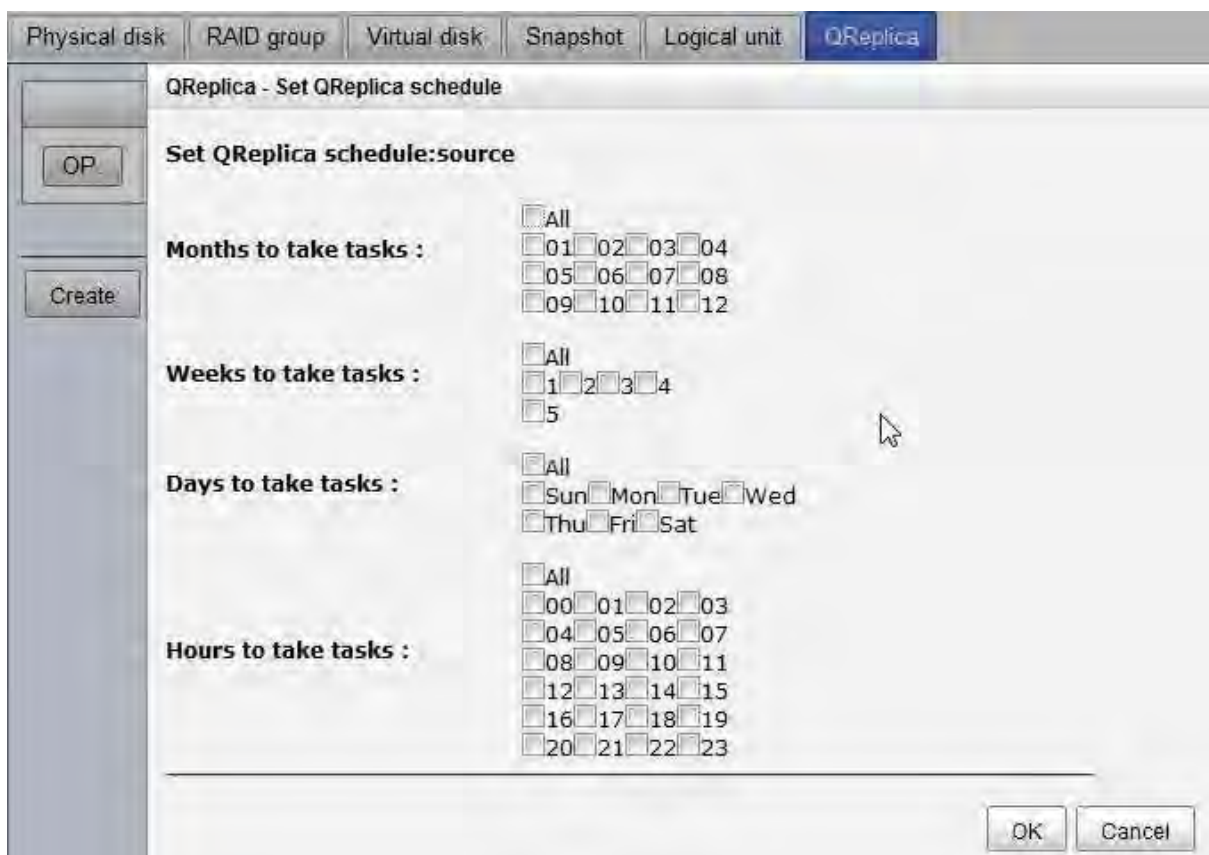 Physical disk RAID group Virtual disk Snapshot Logical unit QReplica
QReplica - Set QReplica schedule
OP.
Create
Set QReplica schedule:source
Months to take tasks :
All
01 02 03 04
05 06 07 08
09 10 11 12
Weeks to take tasks :
All
1 2 3 4
5
Days to take tasks :
All
Sun Mon Tue Wed
Thu Fri Sat
Hours to take tasks :
All
00 01 02 03
04 05 06 07
08 09 10 11
12 13 14 15
16 17 18 19
20 21 22 23
OK Cancel